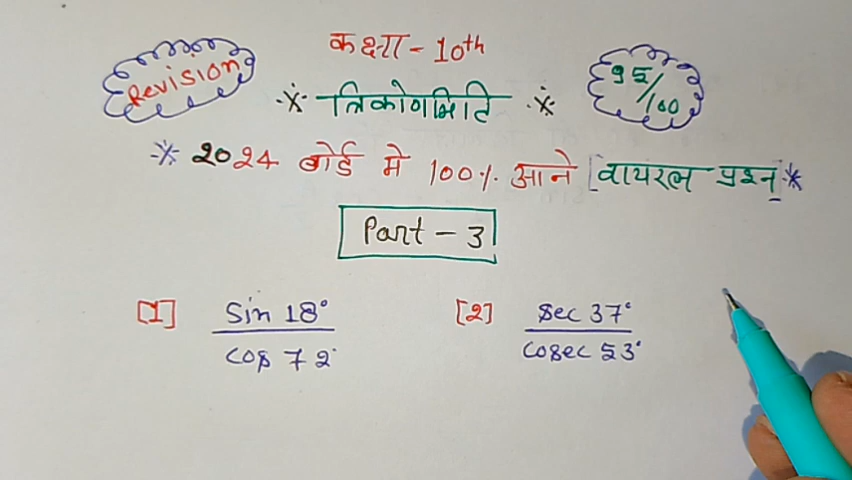 Revision
कक्षा - 10th
95/100
त्रिकोणमिति
2024 बोर्ड मे 100% आने [वायरल प्रश्न]
Part - 3
[1] sin 18° / cos 72°
[2] sec 37° / cosec 53°